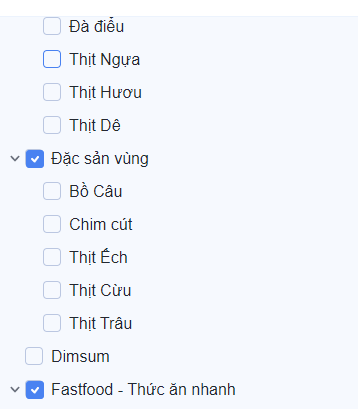 Đà điểu
Thịt Ngựa
Thịt Hươu
Thịt Dê
Đặc sản vùng
Bồ Câu
Chim cút
Thịt Ếch
Thịt Cừu
Thịt Trâu
Dimsum
Fastfood - Thức ăn nhanh